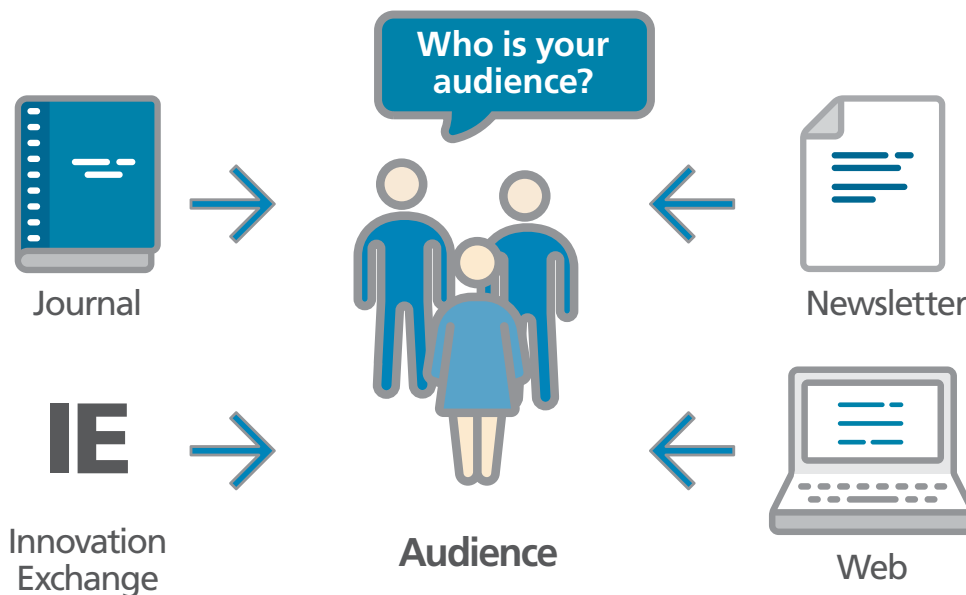 Who is your
audience?
Journal
Newsletter
IE
Innovation
Exchange
Audience
Web